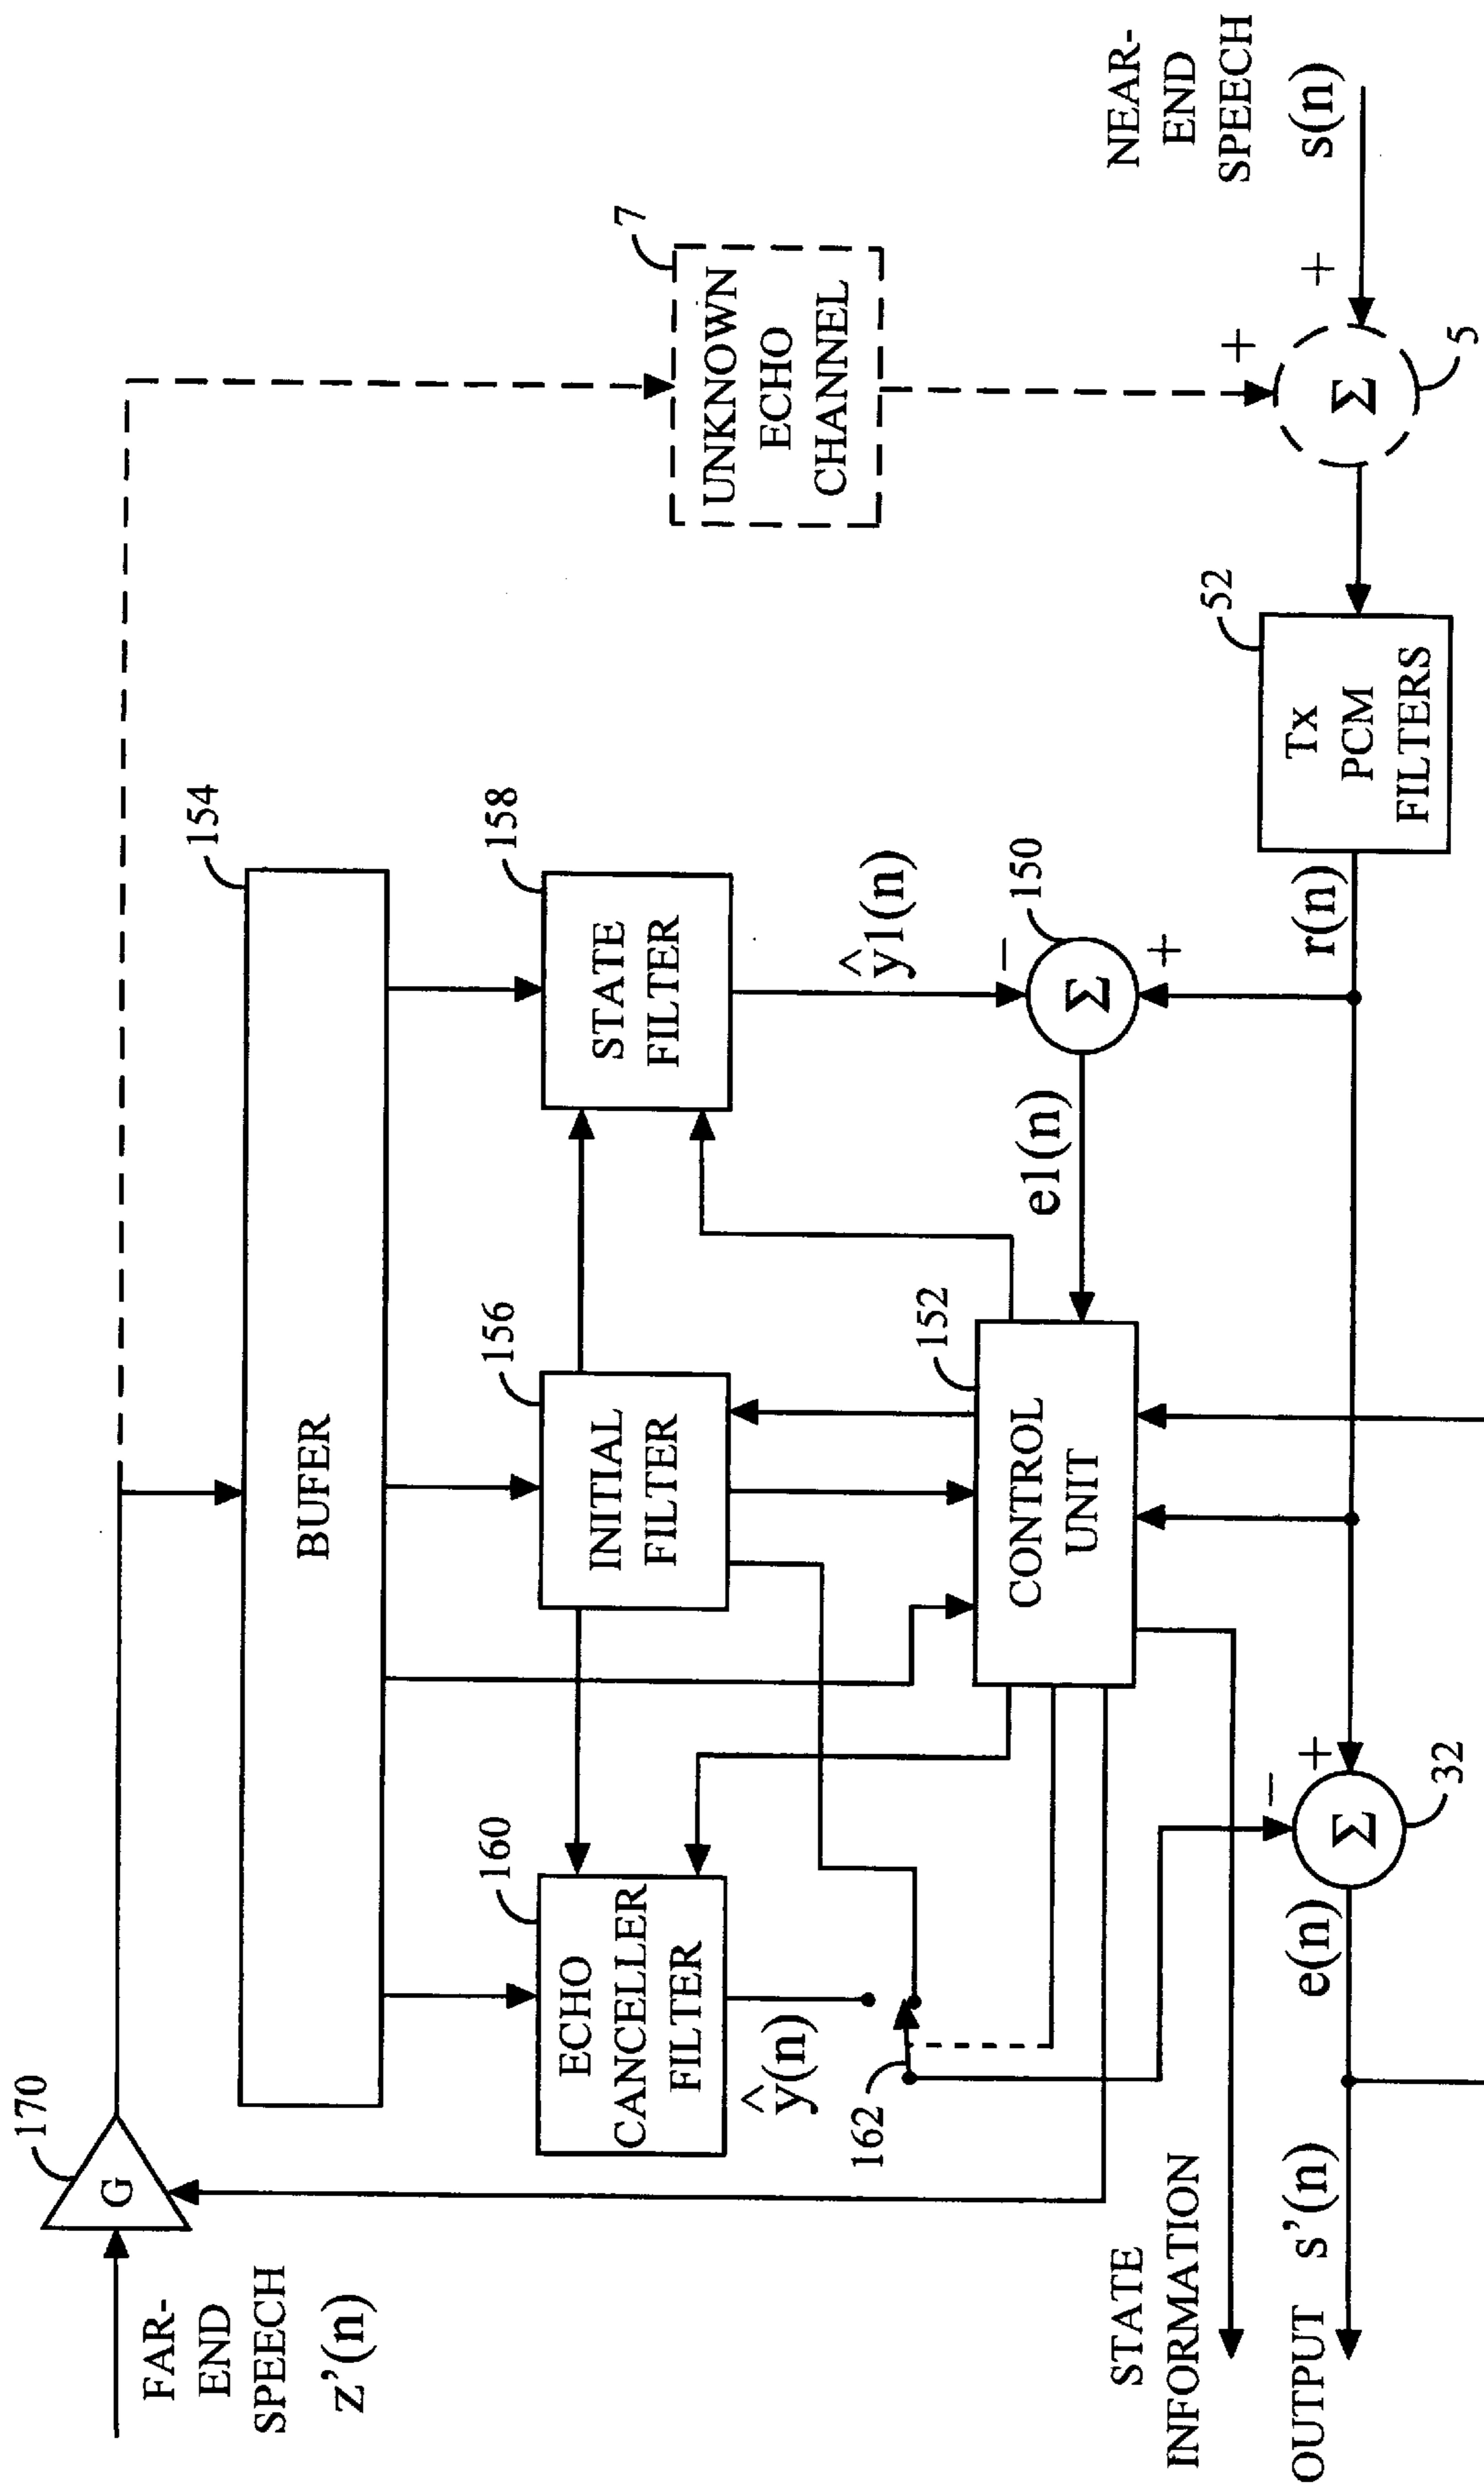 170
G
FAR-
END
SPEECH
z'(n)
154
BUFFER
7
UNKNOWN
ECHO
CHANNEL
160
ECHO
CANCELLER
FILTER
156
INITIAL
FILTER
158
STATE
FILTER
ŷ(n)
162
152
CONTROL
UNIT
ŷ1(n)
e1(n)
−
150
Σ
+
NEAR-
END
SPEECH
s(n)
+
+
Σ
5
52
Tx
PCM
FILTERS
r(n)
STATE
INFORMATION
−
+
Σ
32
e(n)
OUTPUT s'(n)